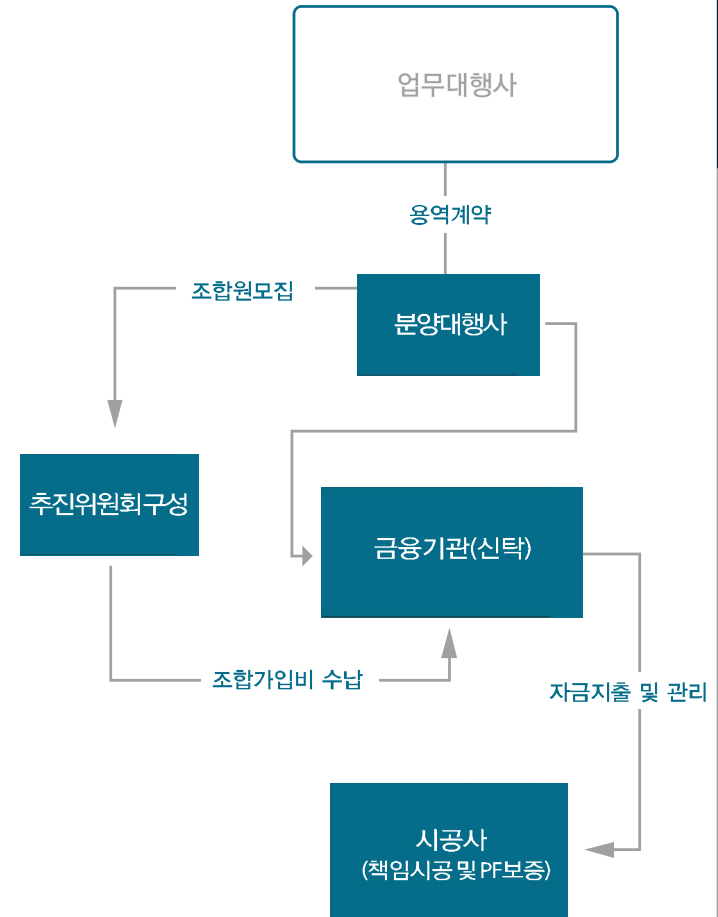 업무대행사
용역계약
조합원모집
분양대행사
추진위원회구성
금융기관(신탁)
조합가입비 수납
자금지출 및 관리
시공사
(책임시공 및 PF보증)